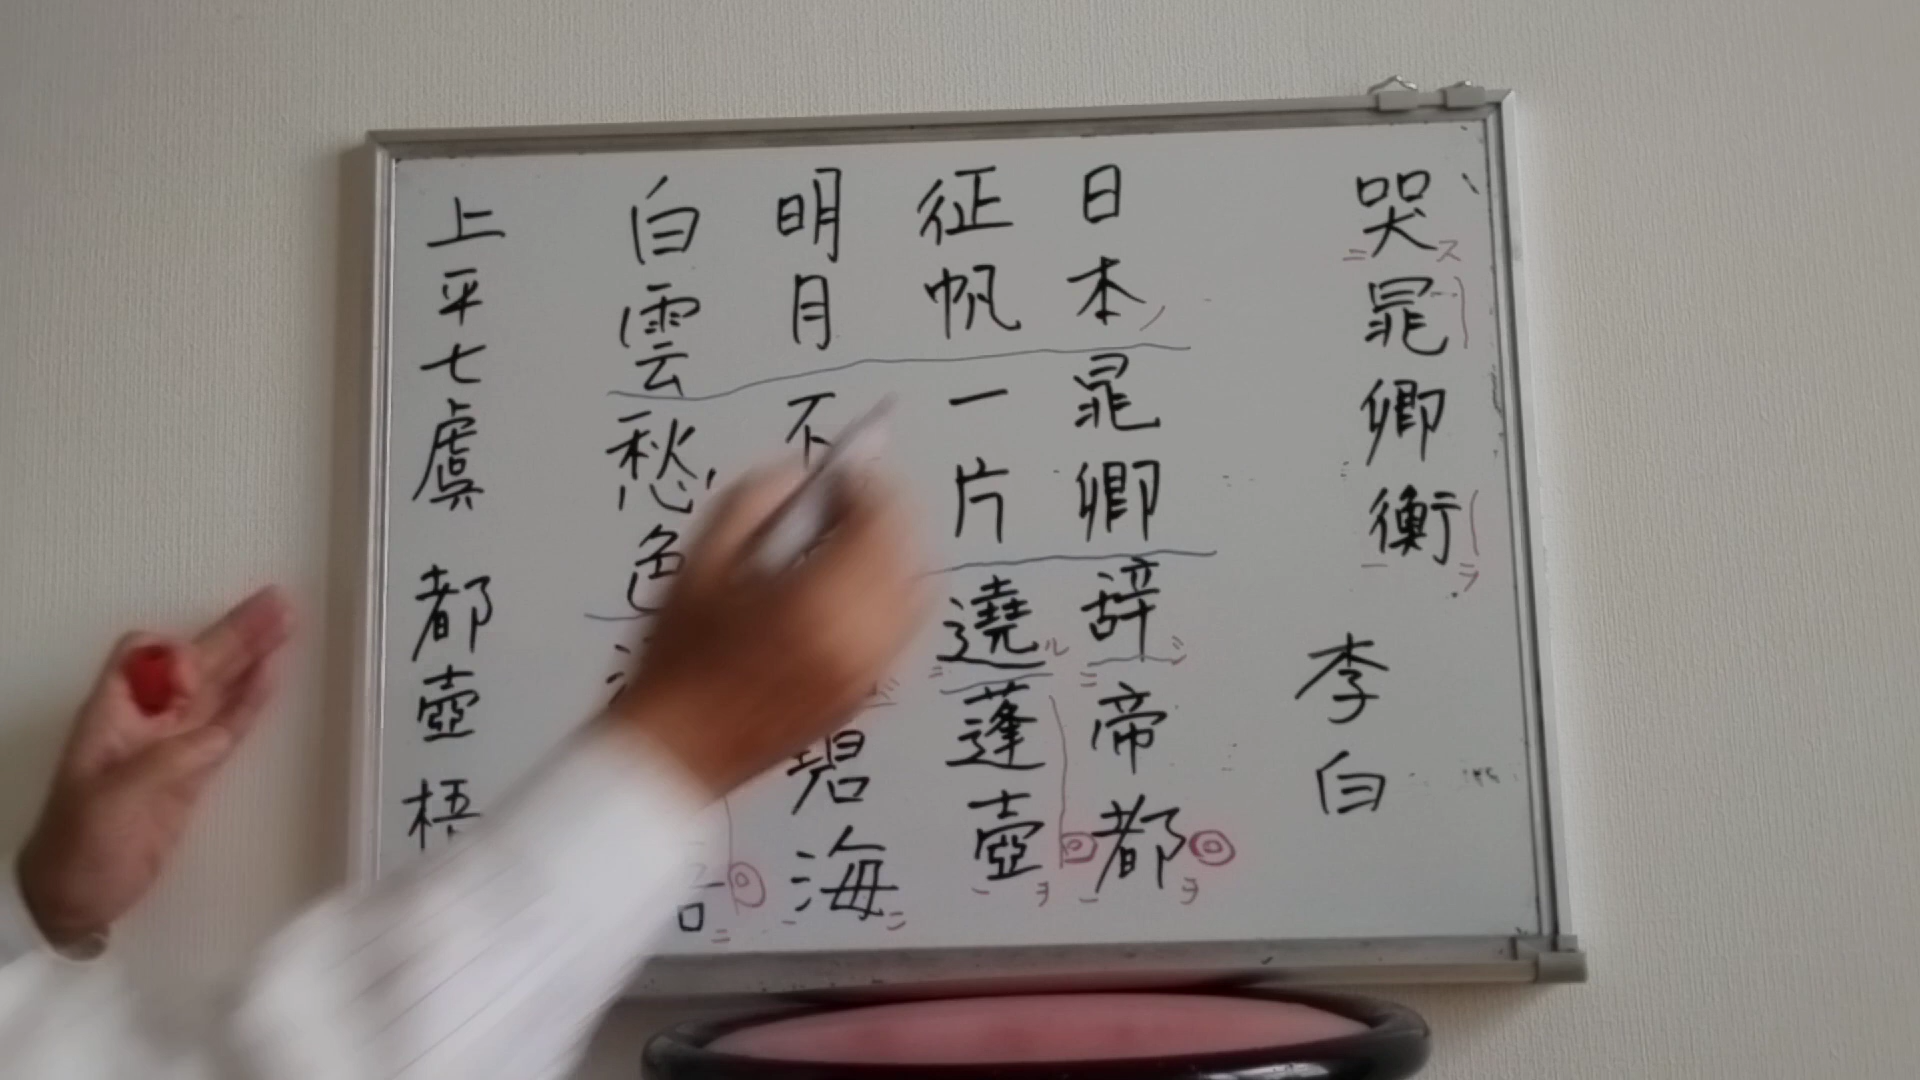 哭晁卿衡 李白
日本晁卿辞帝都
征帆一片遶蓬壺
明月不碧海
白雲愁色
上平七虞 都壺梧